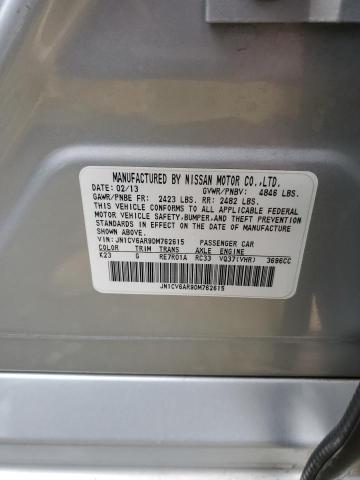 MANUFACTURED BY NISSAN MOTOR CO.,LTD.
DATE: 02/13 GVWR/PNBV: 4846 LBS.
GAWR/PNBE FR: 2423 LBS. RR: 2482 LBS.
THIS VEHICLE CONFORMS TO ALL APPLICABLE FEDERAL
MOTOR VEHICLE SAFETY, BUMPER, AND THEFT PREVENTION
STANDARDS IN EFFECT ON THE DATE OF MANUFACTURE
SHOWN ABOVE.
VIN: JN1CV6AR9DM762615 PASSENGER CAR
COLOR TRIM TRANS AXLE ENGINE
K23 G RE7R01A RC33 VQ37(VHR) 3696CC
JN1CV6AR9DM762615